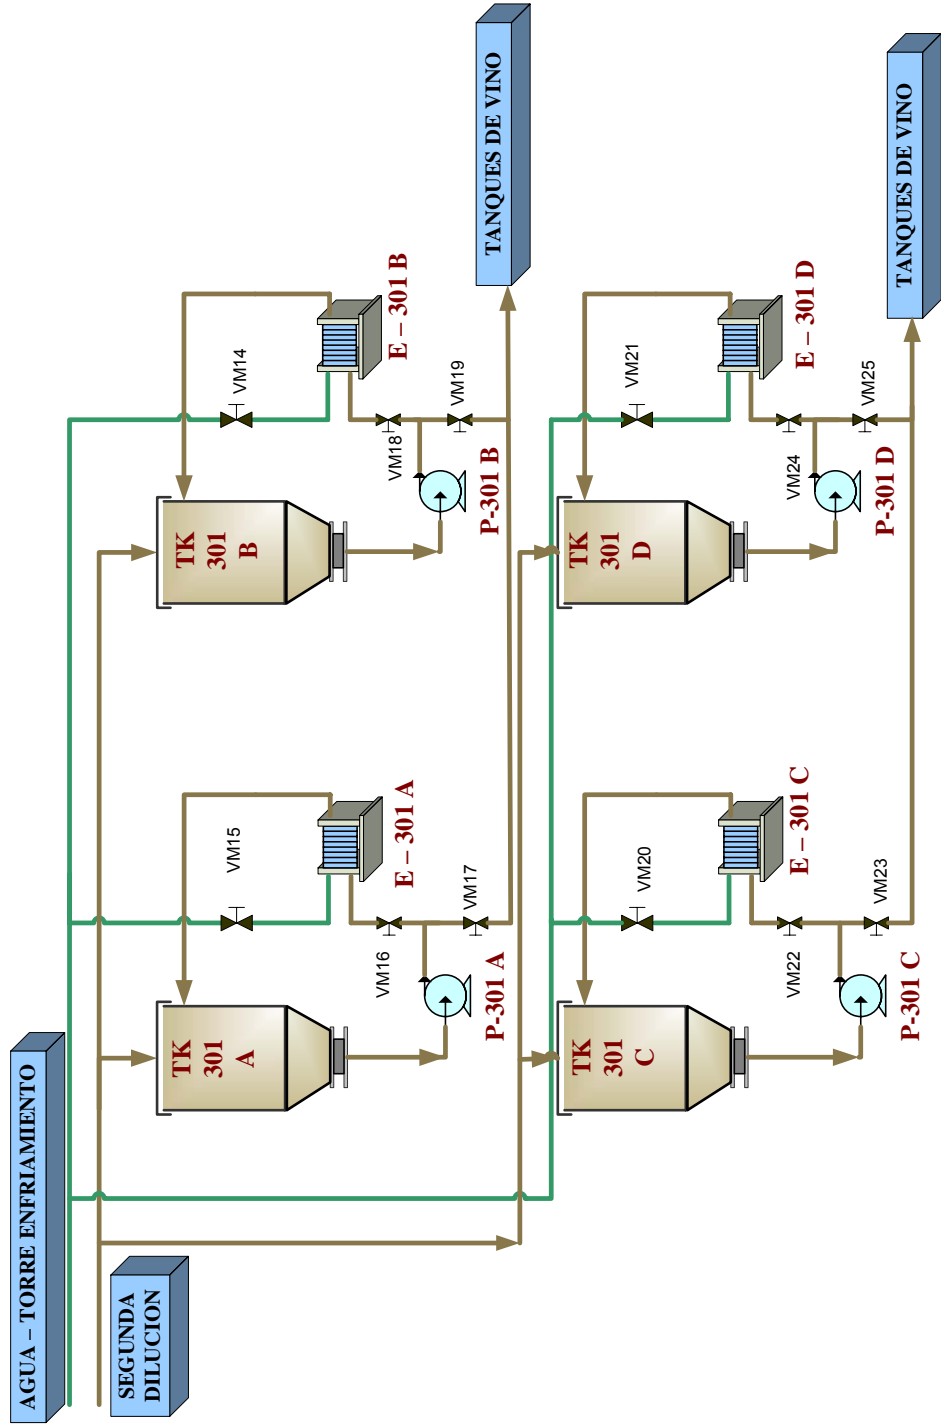 AGUA – TORRE ENFRIAMIENTO
SEGUNDA
DILUCION
TK
301
A
VM15
E – 301 A
VM16
VM17
P-301 A
TK
301
B
VM14
E – 301 B
VM18
VM19
P-301 B
TANQUES DE VINO
TK
301
C
VM20
E – 301 C
VM22
VM23
P-301 C
TK
301
D
VM21
E – 301 D
VM24
VM25
P-301 D
TANQUES DE VINO